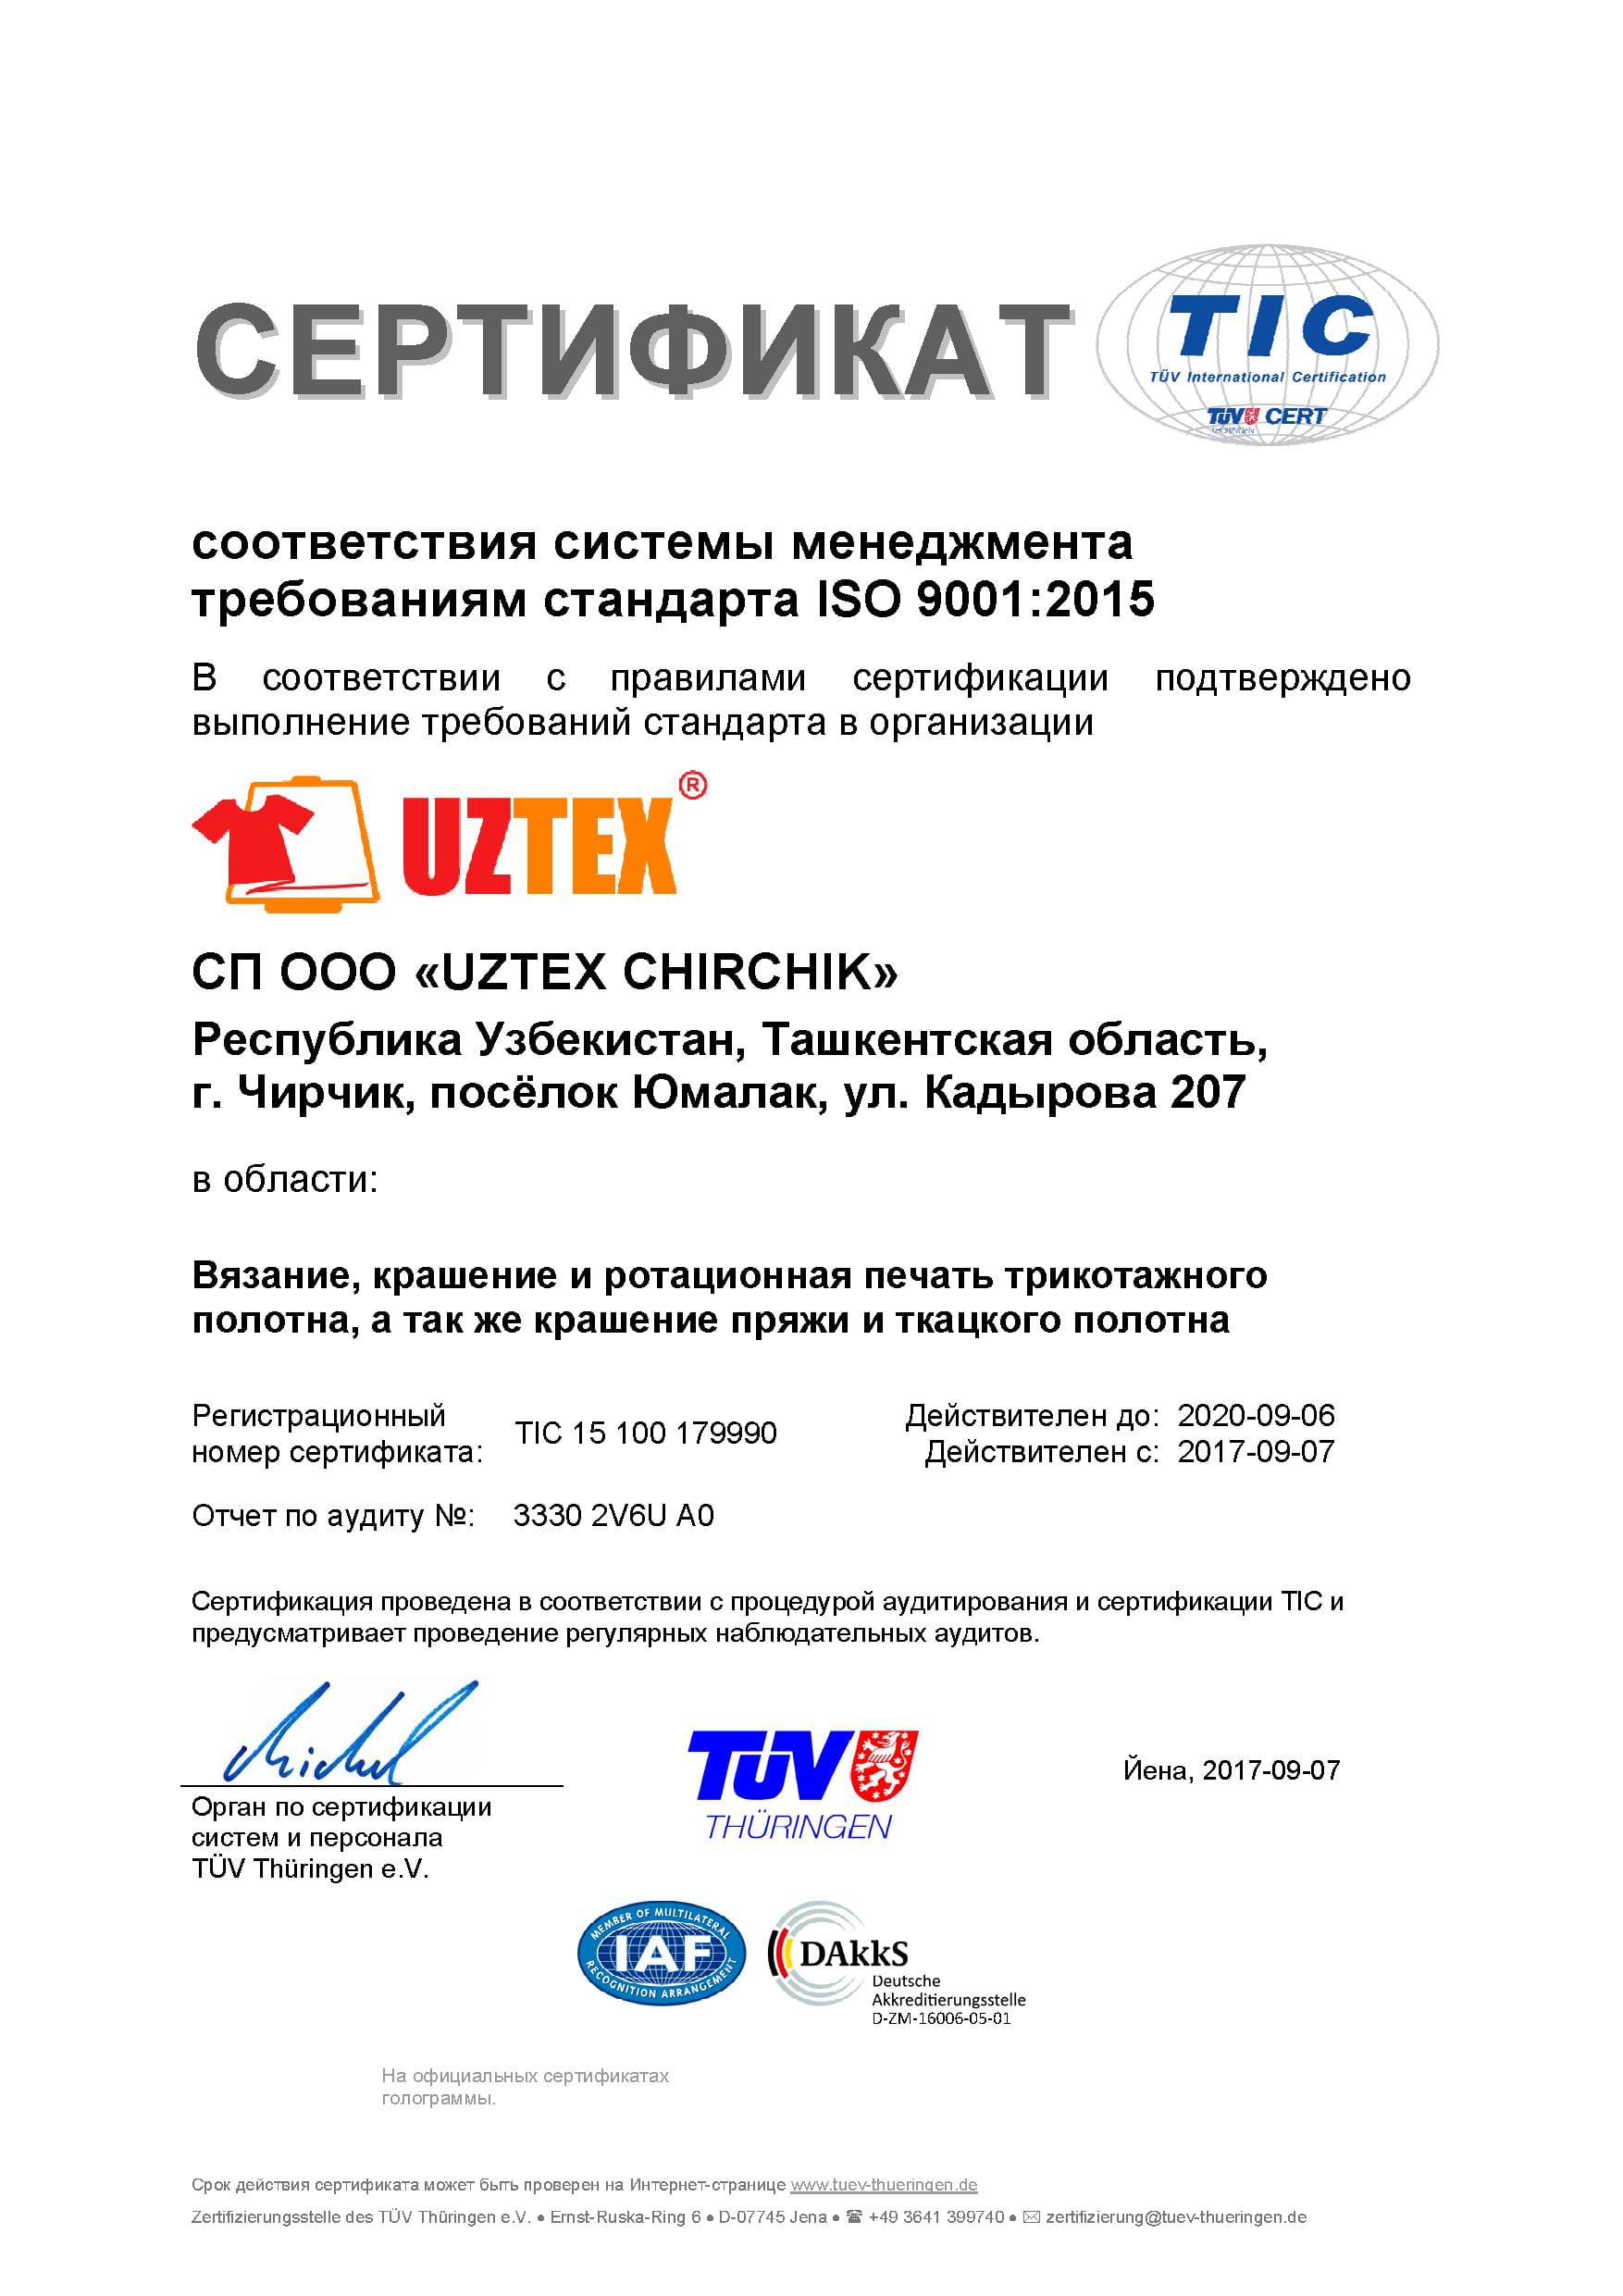 СЕРТИФИКАТ
TIC
TÜV International Certification
TÜV CERT
THÜRINGEN
соответствия системы менеджмента
требованиям стандарта ISO 9001:2015
В соответствии с правилами сертификации подтверждено
выполнение требований стандарта в организации
UZTEX®
СП ООО «UZTEX CHIRCHIK»
Республика Узбекистан, Ташкентская область,
г. Чирчик, посёлок Юмалак, ул. Кадырова 207
в области:
Вязание, крашение и ротационная печать трикотажного
полотна, а так же крашение пряжи и ткацкого полотна
Регистрационный
номер сертификата:
TIC 15 100 179990
Действителен до: 2020-09-06
Действителен с: 2017-09-07
Отчет по аудиту №: 3330 2V6U A0
Сертификация проведена в соответствии с процедурой аудитирования и сертификации TIC и
предусматривает проведение регулярных наблюдательных аудитов.
Орган по сертификации
систем и персонала
TÜV Thüringen e.V.
TÜV
THÜRINGEN
Йена, 2017-09-07
MEMBER OF MULTILATERAL
IAF
RECOGNITION ARRANGEMENT
DAkkS
Deutsche
Akkreditierungsstelle
D-ZM-16006-05-01
На официальных сертификатах
голограммы.
Срок действия сертификата может быть проверен на Интернет-странице www.tuev-thueringen.de
Zertifizierungsstelle des TÜV Thüringen e.V. • Ernst-Ruska-Ring 6 • D-07745 Jena • ☎ +49 3641 399740 • ✉ zertifizierung@tuev-thueringen.de